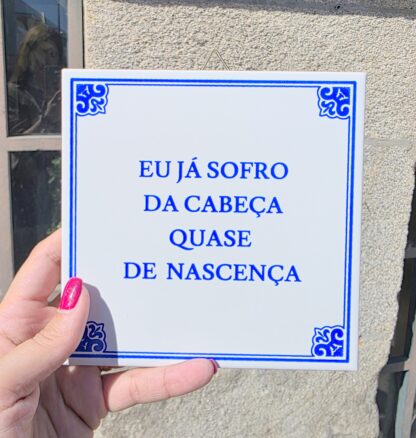 EU JÁ SOFRO
DA CABEÇA
QUASE
DE NASCENÇA